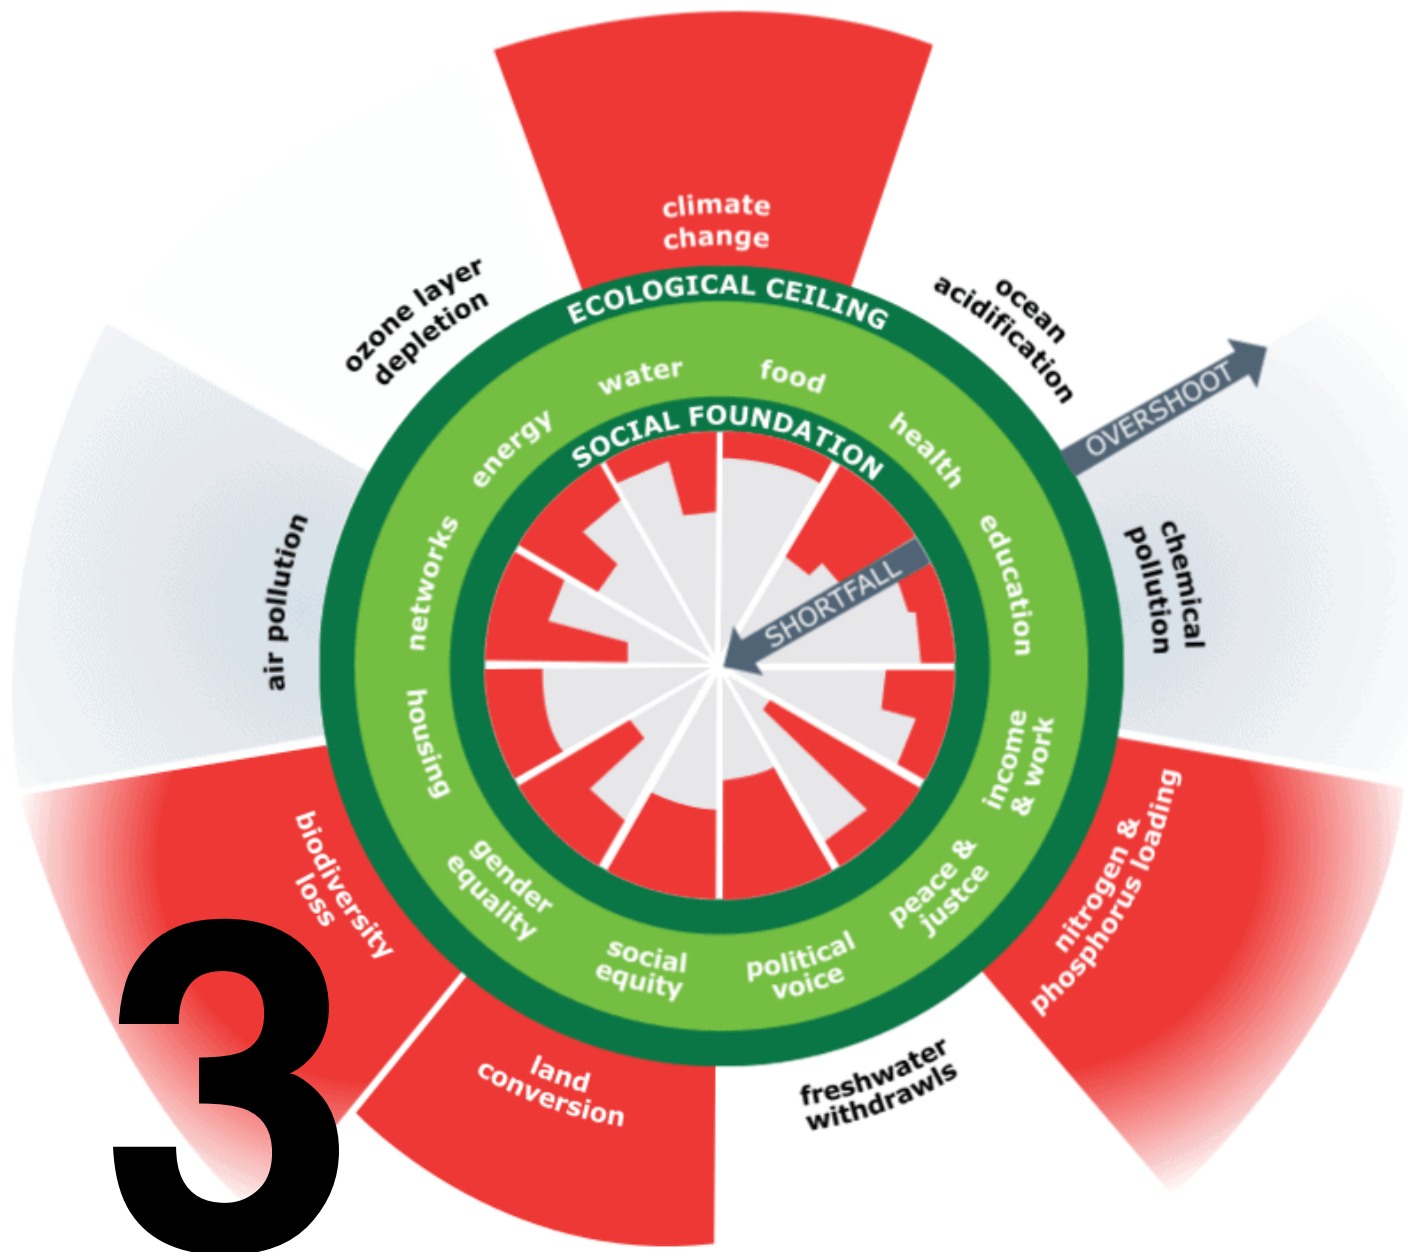 climate
change
ECOLOGICAL CEILING
ozone layer
depletion
ocean
acidification
OVERSHOOT
water
food
energy
health
SOCIAL FOUNDATION
networks
education
SHORTFALL
air pollution
chemical
pollution
housing
income
& work
biodiversity
loss
nitrogen &
phosphorus loading
gender
equality
peace &
justce
social
equity
political
voice
land
conversion
freshwater
withdrawls
3